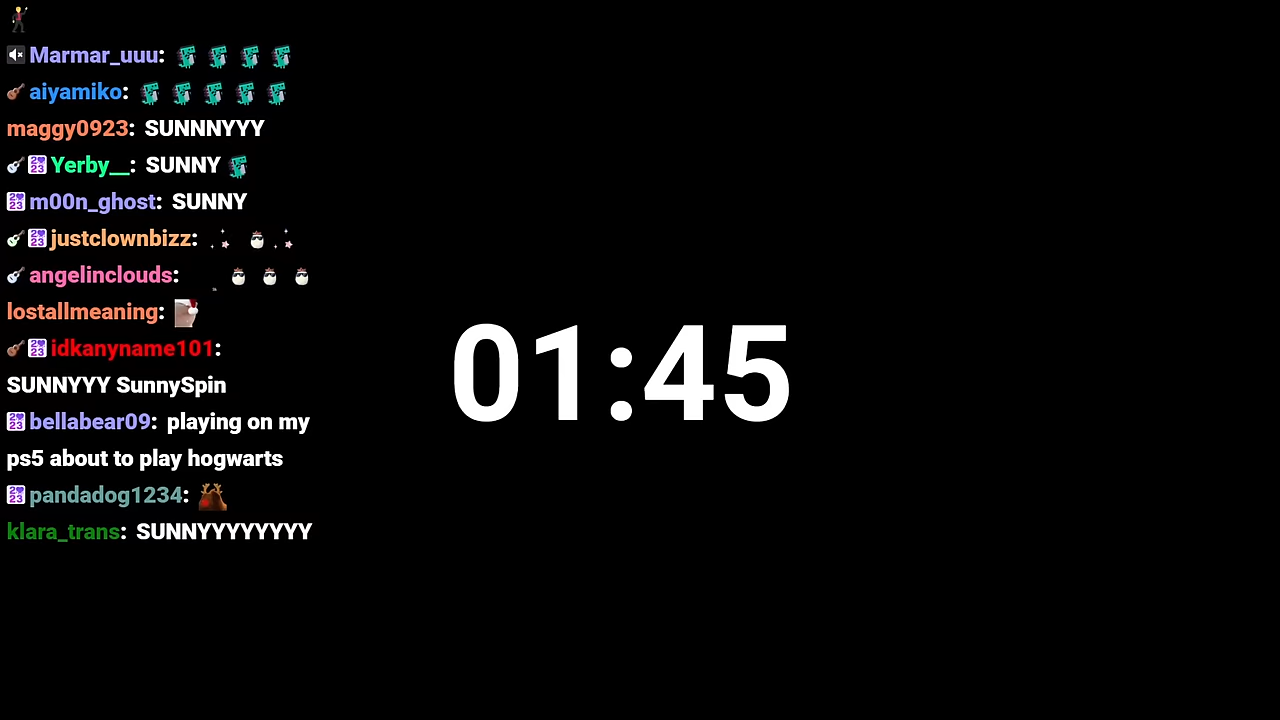 Marmar_uuu:
aiyamiko:
maggy0923: SUNNNYYY
Yerby__: SUNNY
m00n_ghost: SUNNY
justclownbizz:
angelinclouds:
lostallmeaning:
idkanyname101:
SUNNYYY SunnySpin
bellabear09: playing on my
ps5 about to play hogwarts
pandadog1234:
klara_trans: SUNNYYYYYYYY
01:45